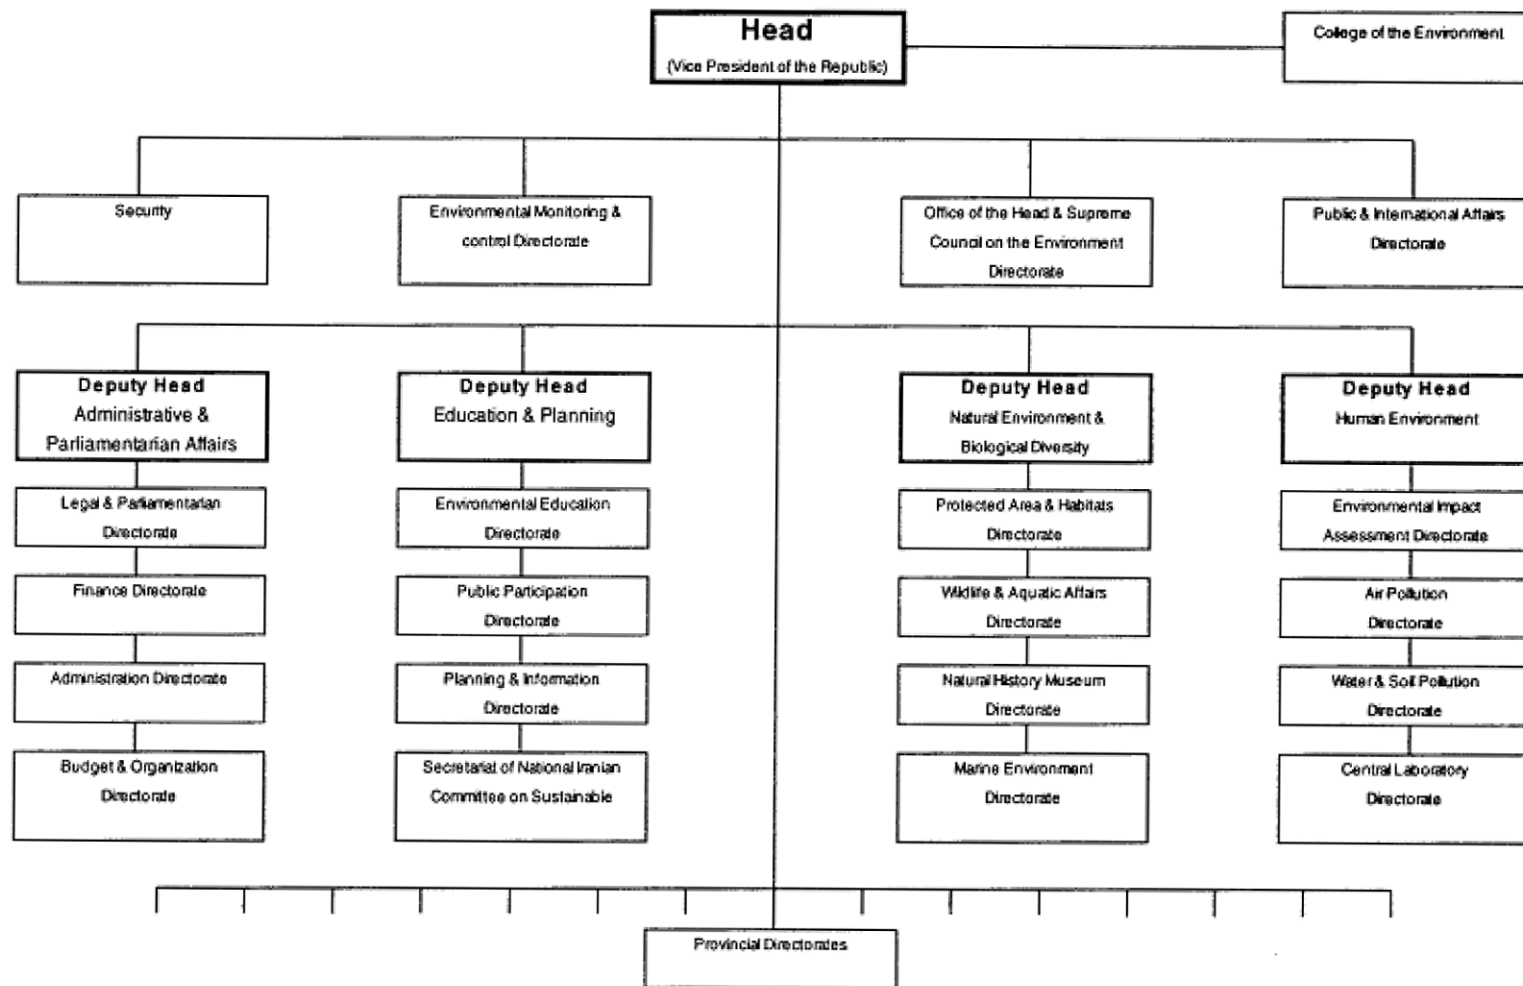 Head
(Vice President of the Republic)
College of the Environment
Security
Environmental Monitoring &
control Directorate
Office of the Head & Supreme
Council on the Environment
Directorate
Public & International Affairs
Directorate
Deputy Head
Administrative &
Parliamentarian Affairs
Deputy Head
Education & Planning
Deputy Head
Natural Environment &
Biological Diversity
Deputy Head
Human Environment
Legal & Parliamentarian
Directorate
Environmental Education
Directorate
Protected Area & Habitats
Directorate
Environmental Impact
Assessment Directorate
Finance Directorate
Public Participation
Directorate
Wildlife & Aquatic Affairs
Directorate
Air Pollution
Directorate
Administration Directorate
Planning & Information
Directorate
Natural History Museum
Directorate
Water & Soil Pollution
Directorate
Budget & Organization
Directorate
Secretariat of National Iranian
Committee on Sustainable
Marine Environment
Directorate
Central Laboratory
Directorate
Provincial Directorates